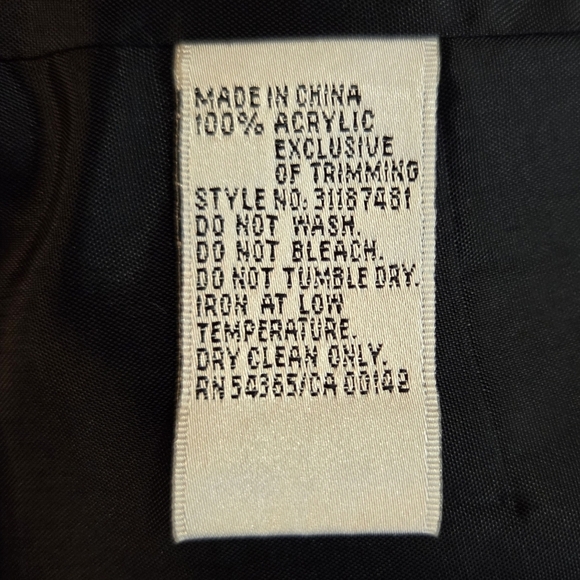 MADE IN CHINA
100% ACRYLIC
EXCLUSIVE
OF TRIMMING
STYLE NO: 31187481
DO NOT WASH.
DO NOT BLEACH.
DO NOT TUMBLE DRY.
IRON AT LOW
TEMPERATURE.
DRY CLEAN ONLY.
RN 54365/CA 00142